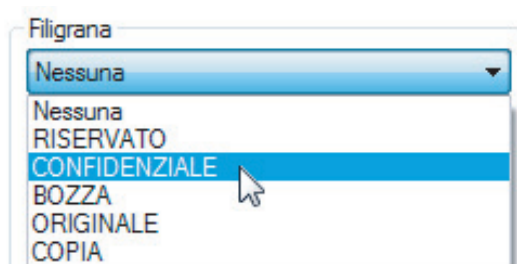 Filigrana
Nessuna
Nessuna
RISERVATO
CONFIDENZIALE
BOZZA
ORIGINALE
COPIA